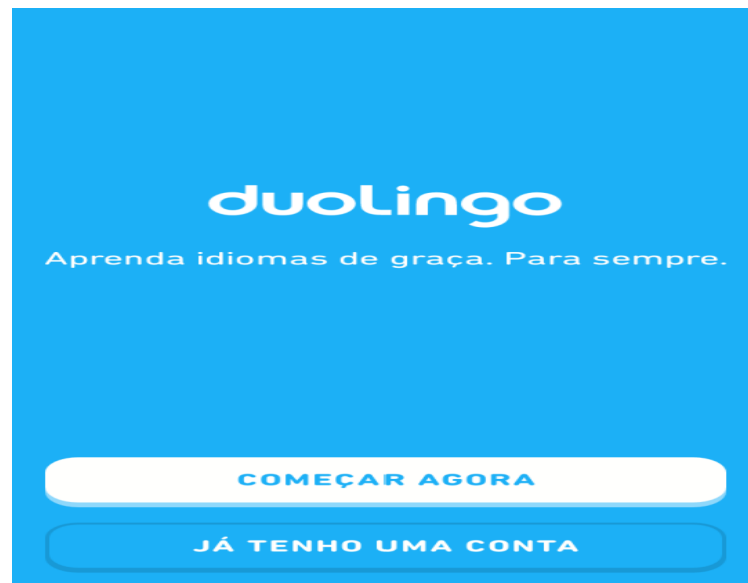 duolingo
Aprenda idiomas de graça. Para sempre.
COMEÇAR AGORA
JÁ TENHO UMA CONTA